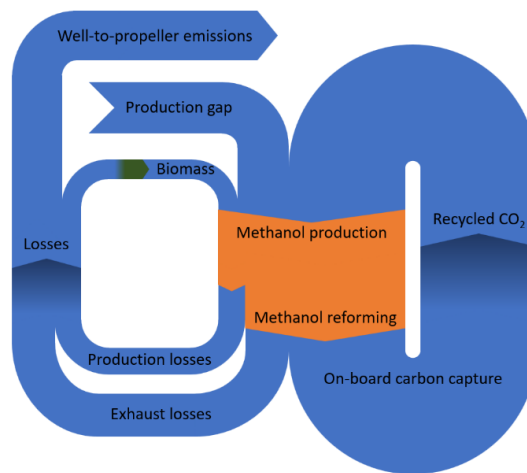 Well-to-propeller emissions
Production gap
Biomass
Recycled CO₂
Methanol production
Losses
Methanol reforming
Production losses
On-board carbon capture
Exhaust losses